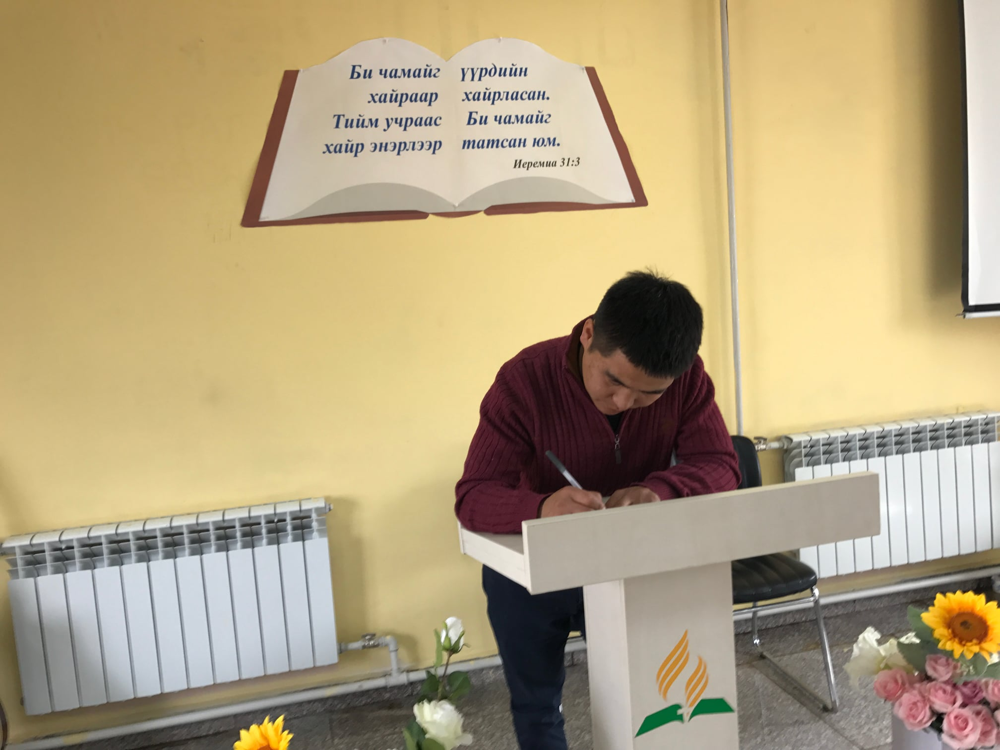 Би чамайг үүрдийн
хайраар хайрласан.
Тийм учраас Би чамайг
хайр энэрлээр татсан юм.
Иеремиа 31:3